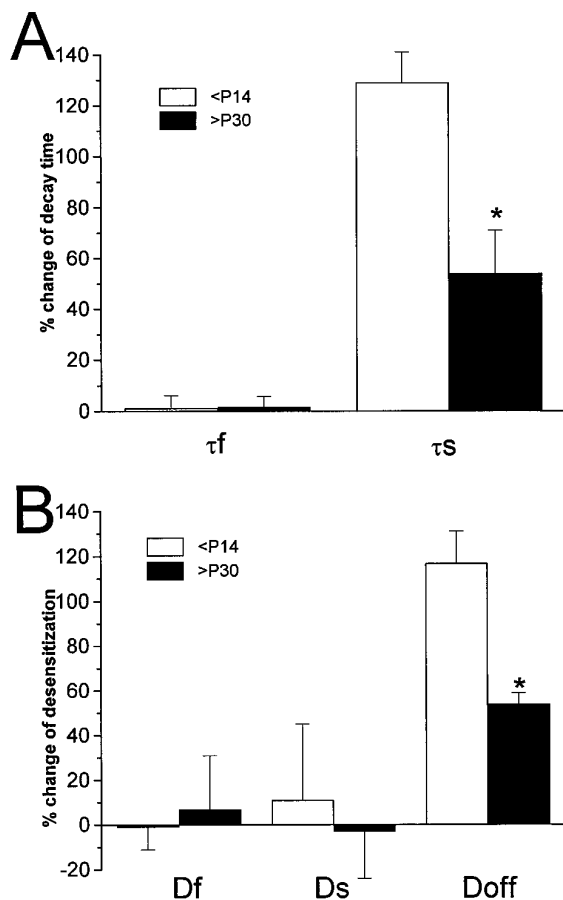 A
% change of decay time
140
120
100
80
60
40
20
0
<P14
>P30
*
τf
τs
B
% change of desensitization
140
120
100
80
60
40
20
0
-20
<P14
>P30
*
Df
Ds
Doff